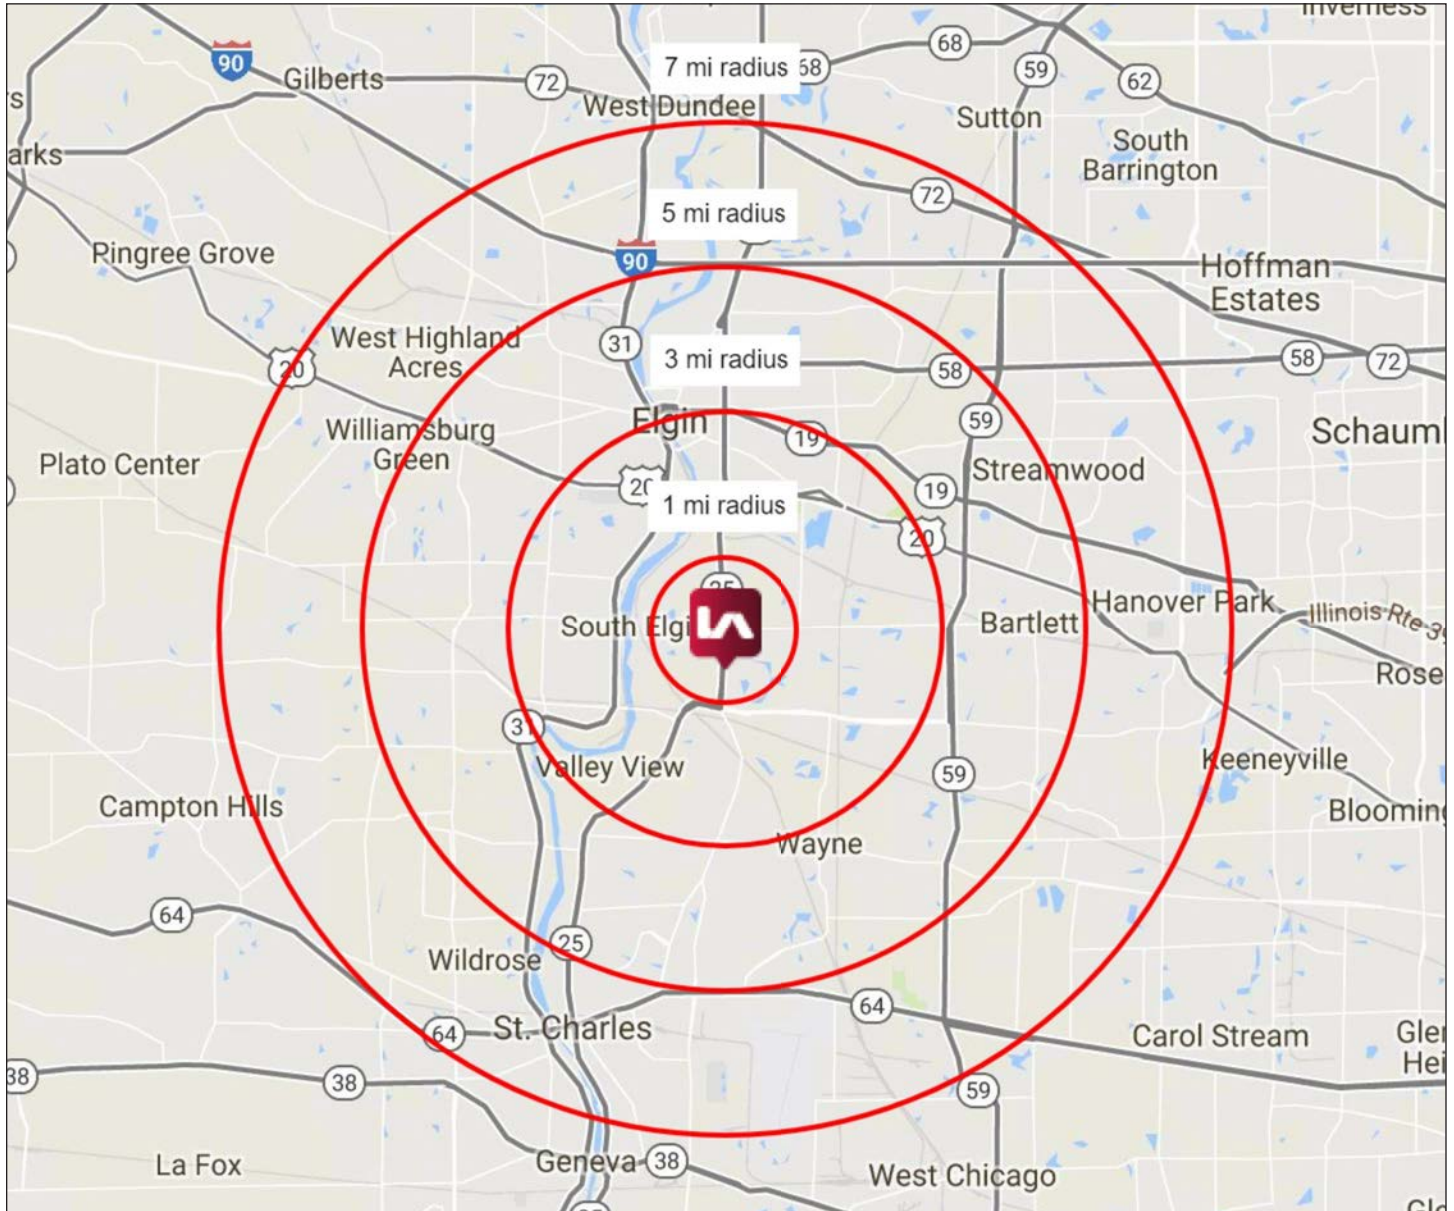 Inverness
90
Gilberts
72
7 mi radius
68
68
59
62
West Dundee
Sutton
South
Barrington
arks
72
5 mi radius
Pingree Grove
90
Hoffman
Estates
31
West Highland
Acres
20
3 mi radius
58
58
72
Elgin
59
19
Williamsburg
Green
Schaum
Plato Center
Streamwood
20
19
1 mi radius
20
25
South Elgi
Bartlett
Hanover Park
Illinois Rte 39
Rose
31
Valley View
59
Keeneyville
Campton Hills
Blooming
Wayne
64
25
Wildrose
64
64
St. Charles
Carol Stream
Gle
Hei
38
38
59
La Fox
Geneva
38
West Chicago